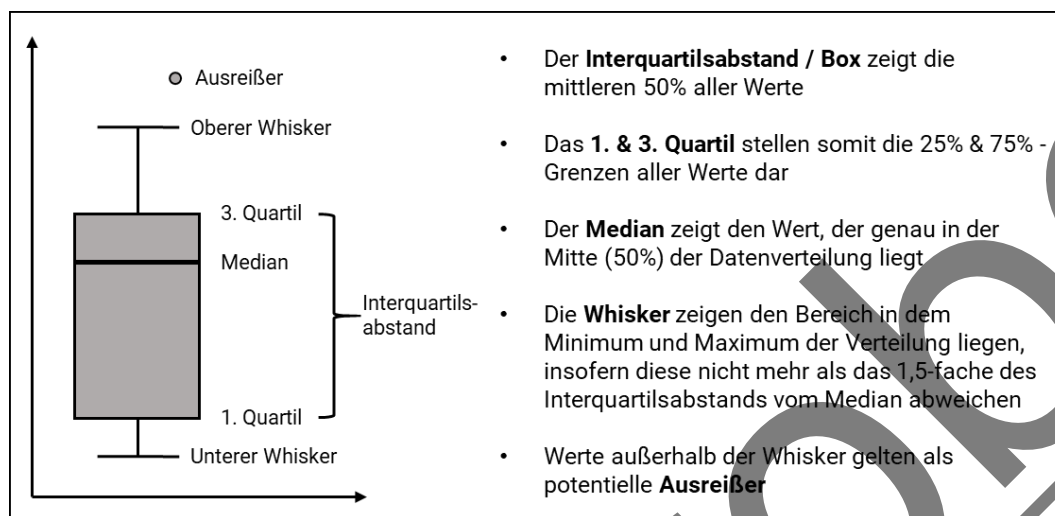 Ausreißer
Oberer Whisker
3. Quartil
Median
Interquartils-
abstand
1. Quartil
Unterer Whisker
• Der Interquartilsabstand / Box zeigt die
mittleren 50% aller Werte
• Das 1. & 3. Quartil stellen somit die 25% & 75% -
Grenzen aller Werte dar
• Der Median zeigt den Wert, der genau in der
Mitte (50%) der Datenverteilung liegt
• Die Whisker zeigen den Bereich in dem
Minimum und Maximum der Verteilung liegen,
insofern diese nicht mehr als das 1,5-fache des
Interquartilsabstands vom Median abweichen
• Werte außerhalb der Whisker gelten als
potentielle Ausreißer